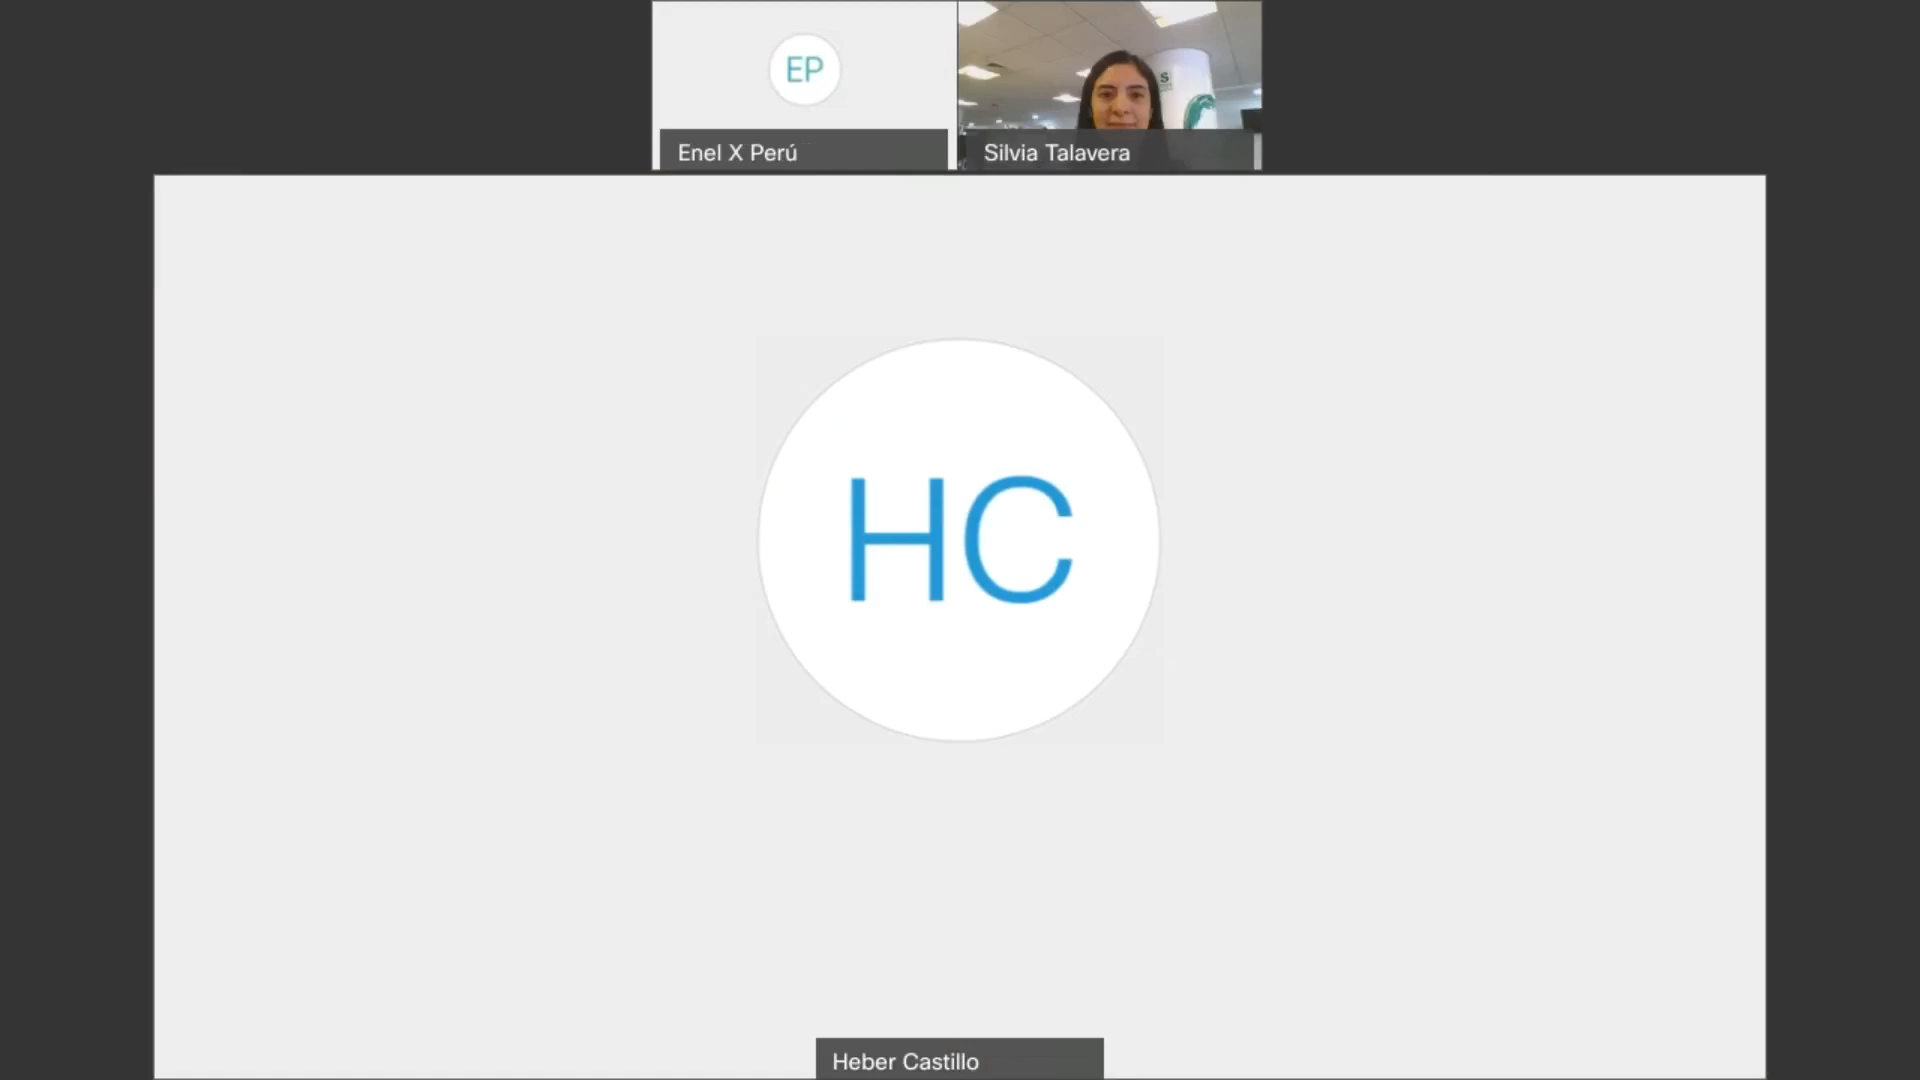 EP
S
Enel X Perú
Silvia Talavera
HC
Heber Castillo